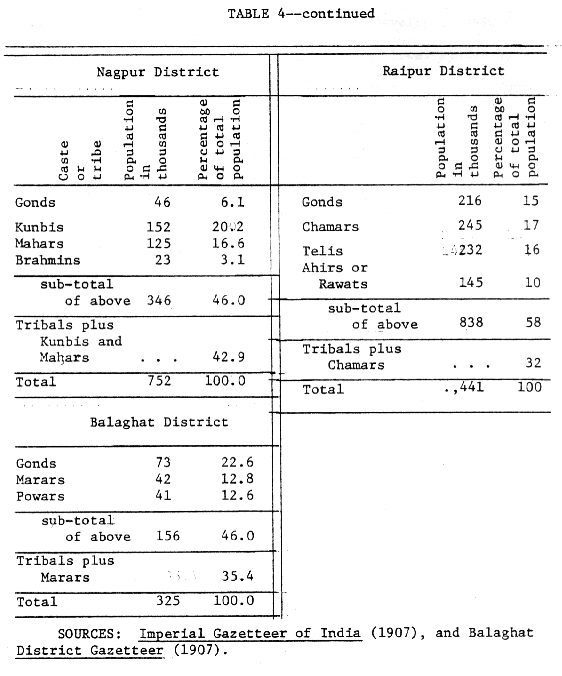 TABLE 4--continued
Nagpur District
Caste or tribe Population in thousands Percentage of total population
Gonds 46 6.1
Kunbis 152 20.2
Mahars 125 16.6
Brahmins 23 3.1
sub-total
of above 346 46.0
Tribals plus
Kunbis and
Mahars . . . 42.9
Total 752 100.0
Balaghat District
Gonds 73 22.6
Marars 42 12.8
Powars 41 12.6
sub-total
of above 156 46.0
Tribals plus
Marars 35.4
Total 325 100.0
Raipur District
Population in thousands Percentage of total population
Gonds 216 15
Chamars 245 17
Telis 232 16
Ahirs or
Rawats 145 10
sub-total
of above 838 58
Tribals plus
Chamars . . . 32
Total .,441 100
SOURCES: Imperial Gazetteer of India (1907), and Balaghat
District Gazetteer (1907).